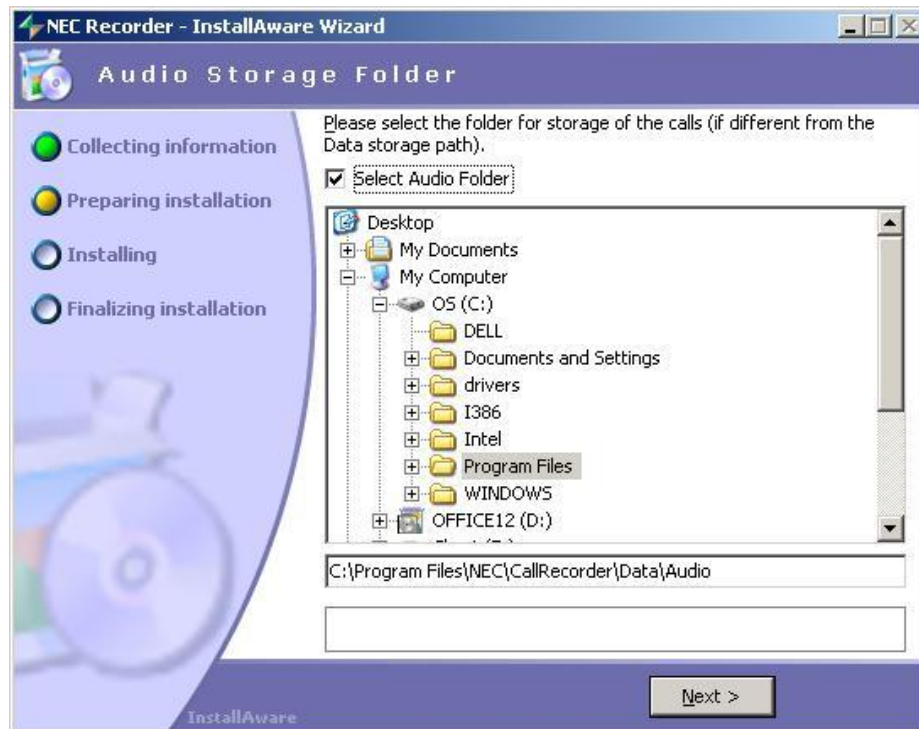 NEC Recorder - InstallAware Wizard
Audio Storage Folder
Collecting information
Preparing installation
Installing
Finalizing installation
Please select the folder for storage of the calls (if different from the
Data storage path).
Select Audio Folder
Desktop
My Documents
My Computer
OS (C:)
DELL
Documents and Settings
drivers
I386
Intel
Program Files
WINDOWS
OFFICE12 (D:)
C:\Program Files\NEC\CallRecorder\Data\Audio
Next >
InstallAware